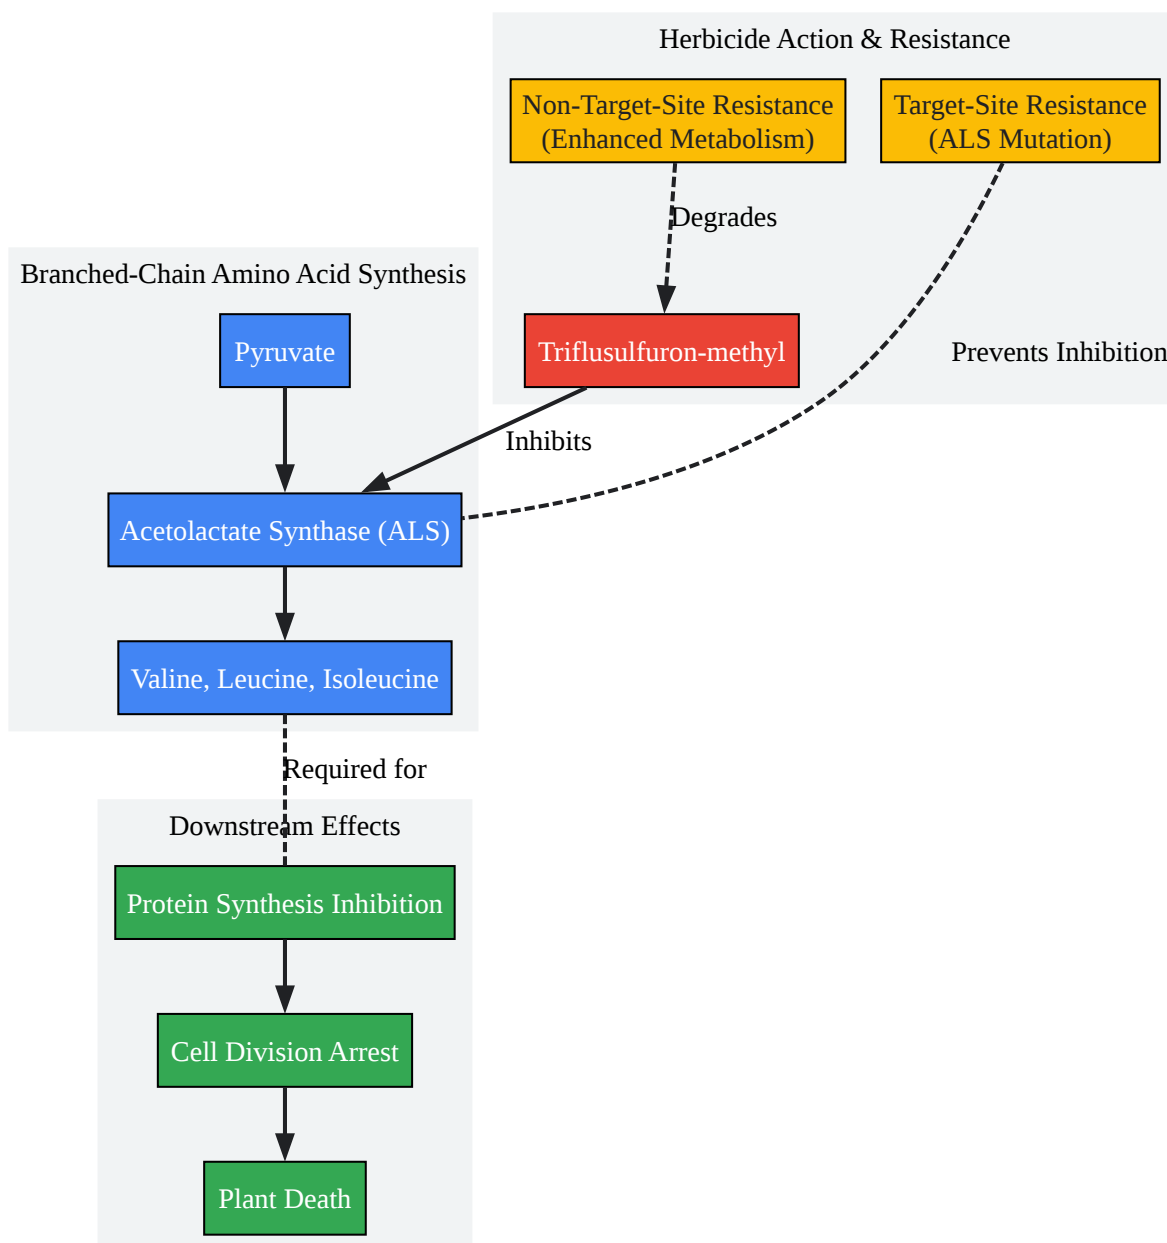 Herbicide Action & Resistance
Non-Target-Site Resistance
(Enhanced Metabolism)
Target-Site Resistance
(ALS Mutation)
Degrades
Branched-Chain Amino Acid Synthesis
Pyruvate
Triflusulfuron-methyl
Prevents Inhibition
Inhibits
Acetolactate Synthase (ALS)
Valine, Leucine, Isoleucine
Required for
Downstream Effects
Protein Synthesis Inhibition
Cell Division Arrest
Plant Death